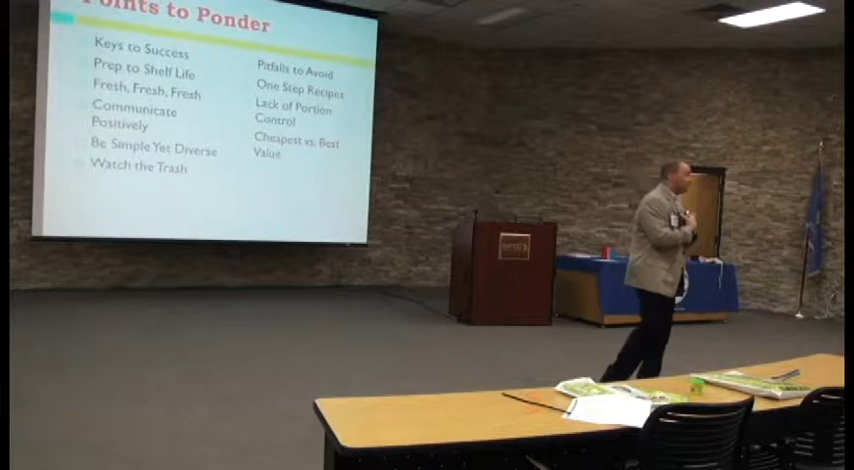 Points to Ponder
Keys to Success
Prep to Shelf Life
Fresh, Fresh, Fresh
Communicate
Positively
Be Simple Yet Diverse
Watch the Trash
Pitfalls to Avoid
One Step Recipes
Lack of Portion
Control
Cheapest vs. Best
Value